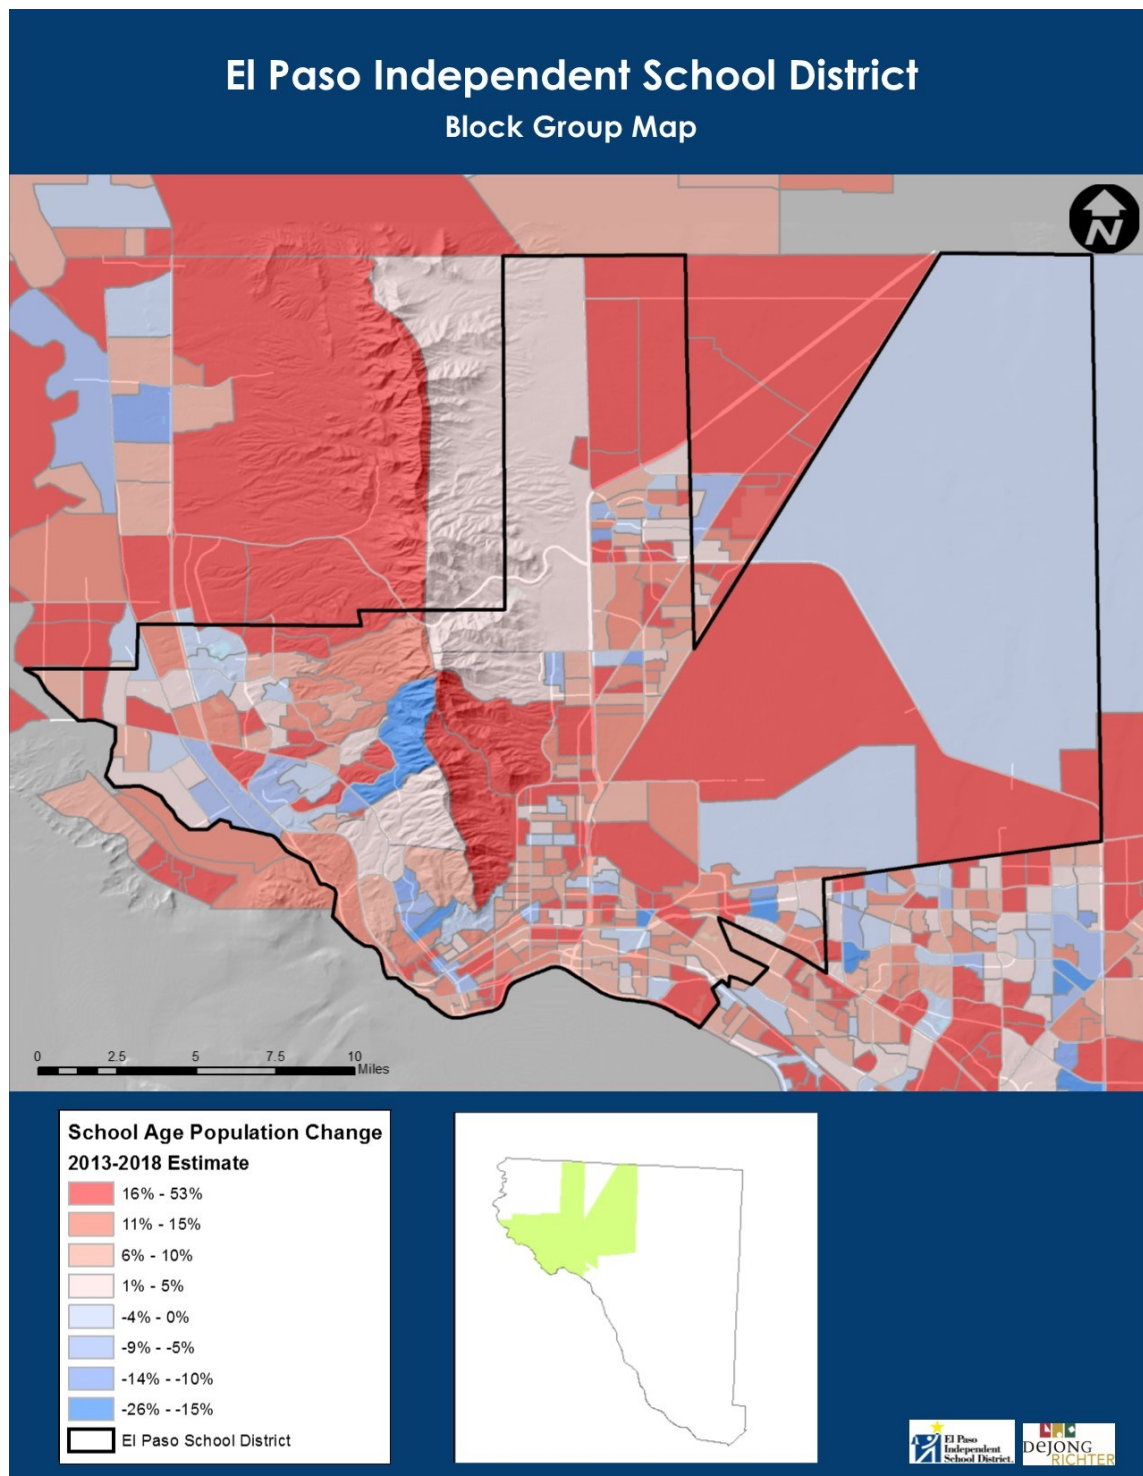 El Paso Independent School District
Block Group Map
N
0 2.5 5 7.5 10
Miles
School Age Population Change
2013-2018 Estimate
16% - 53%
11% - 15%
6% - 10%
1% - 5%
-4% - 0%
-9% - -5%
-14% - -10%
-26% - -15%
El Paso School District
El Paso
Independent
School District.
DEJONG
RICHTER